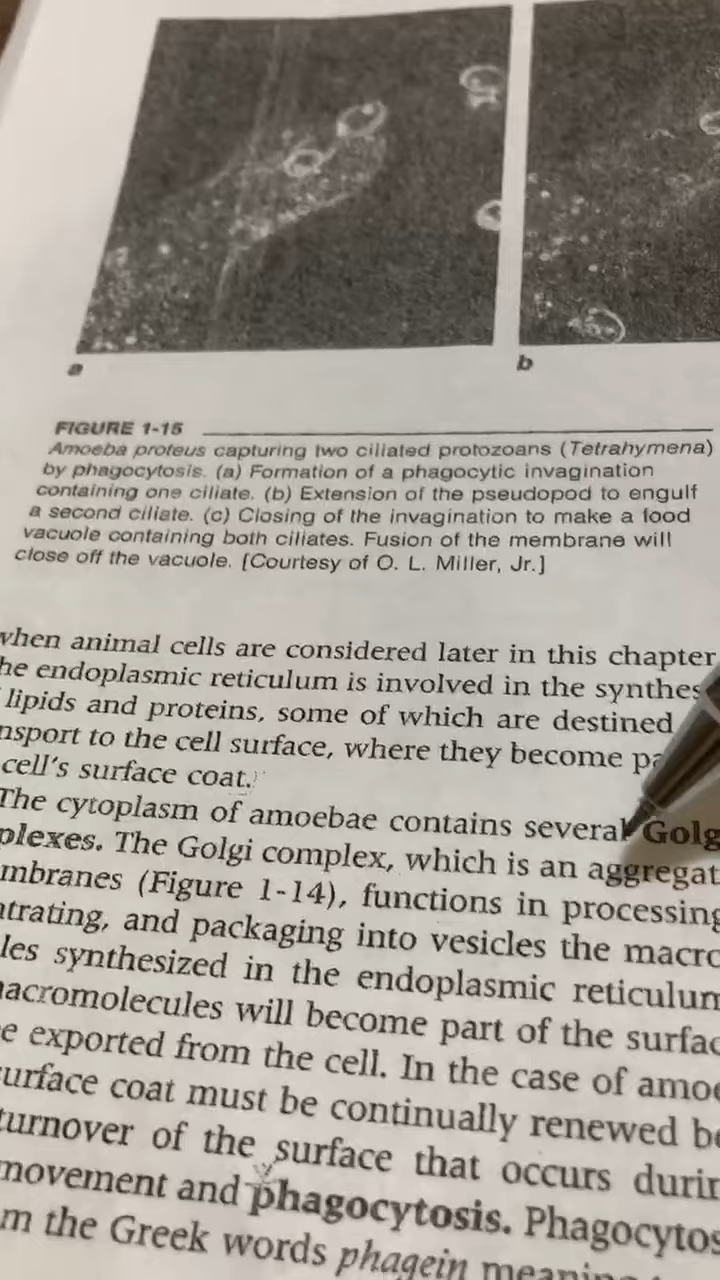 a
b
FIGURE 1-15
Amoeba proteus capturing two ciliated protozoans (Tetrahymena)
by phagocytosis. (a) Formation of a phagocytic invagination
containing one ciliate. (b) Extension of the pseudopod to engulf
a second ciliate. (c) Closing of the invagination to make a food
vacuole containing both ciliates. Fusion of the membrane will
close off the vacuole. [Courtesy of O. L. Miller, Jr.]
when animal cells are considered later in this chapter
he endoplasmic reticulum is involved in the synthes
lipids and proteins, some of which are destined
nsport to the cell surface, where they become pa
cell's surface coat.
The cytoplasm of amoebae contains several Golg
plexes. The Golgi complex, which is an aggregat
mbranes (Figure 1-14), functions in processing
ntrating, and packaging into vesicles the macro
les synthesized in the endoplasmic reticulum
nacromolecules will become part of the surfac
e exported from the cell. In the case of amoe
surface coat must be continually renewed be
turnover of the surface that occurs durin
movement and phagocytosis. Phagocytos
m the Greek words phagein meaning